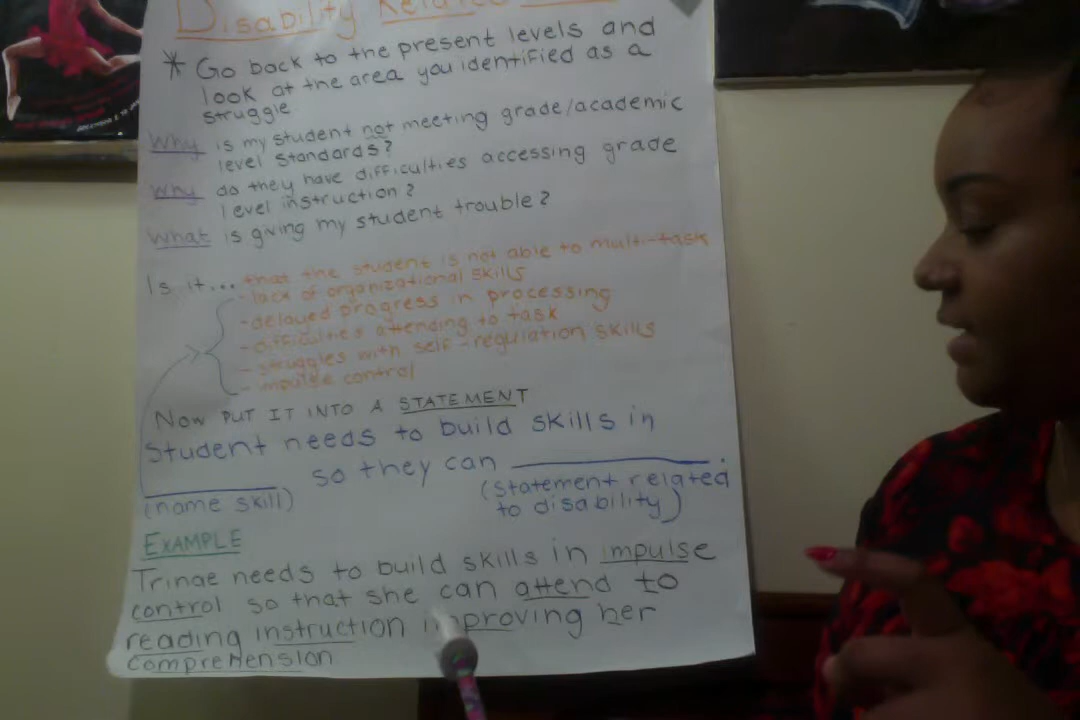 Disability Related
* Go back to the present levels and
look at the area you identified as a
struggle
Why is my student not meeting grade/academic
level standards?
Why do they have difficulties accessing grade
level instruction?
What is giving my student trouble?
Is it... that the student is not able to multi-task
- lack of organizational skills
- delayed progress in processing
- difficulties attending to task
- struggles with self-regulation skills
- impulse control
NOW PUT IT INTO A STATEMENT
Student needs to build skills in
so they can .
(name skill) (statement related
to disability)
EXAMPLE
Trinae needs to build skills in impulse
control so that she can attend to
reading instruction improving her
comprehension